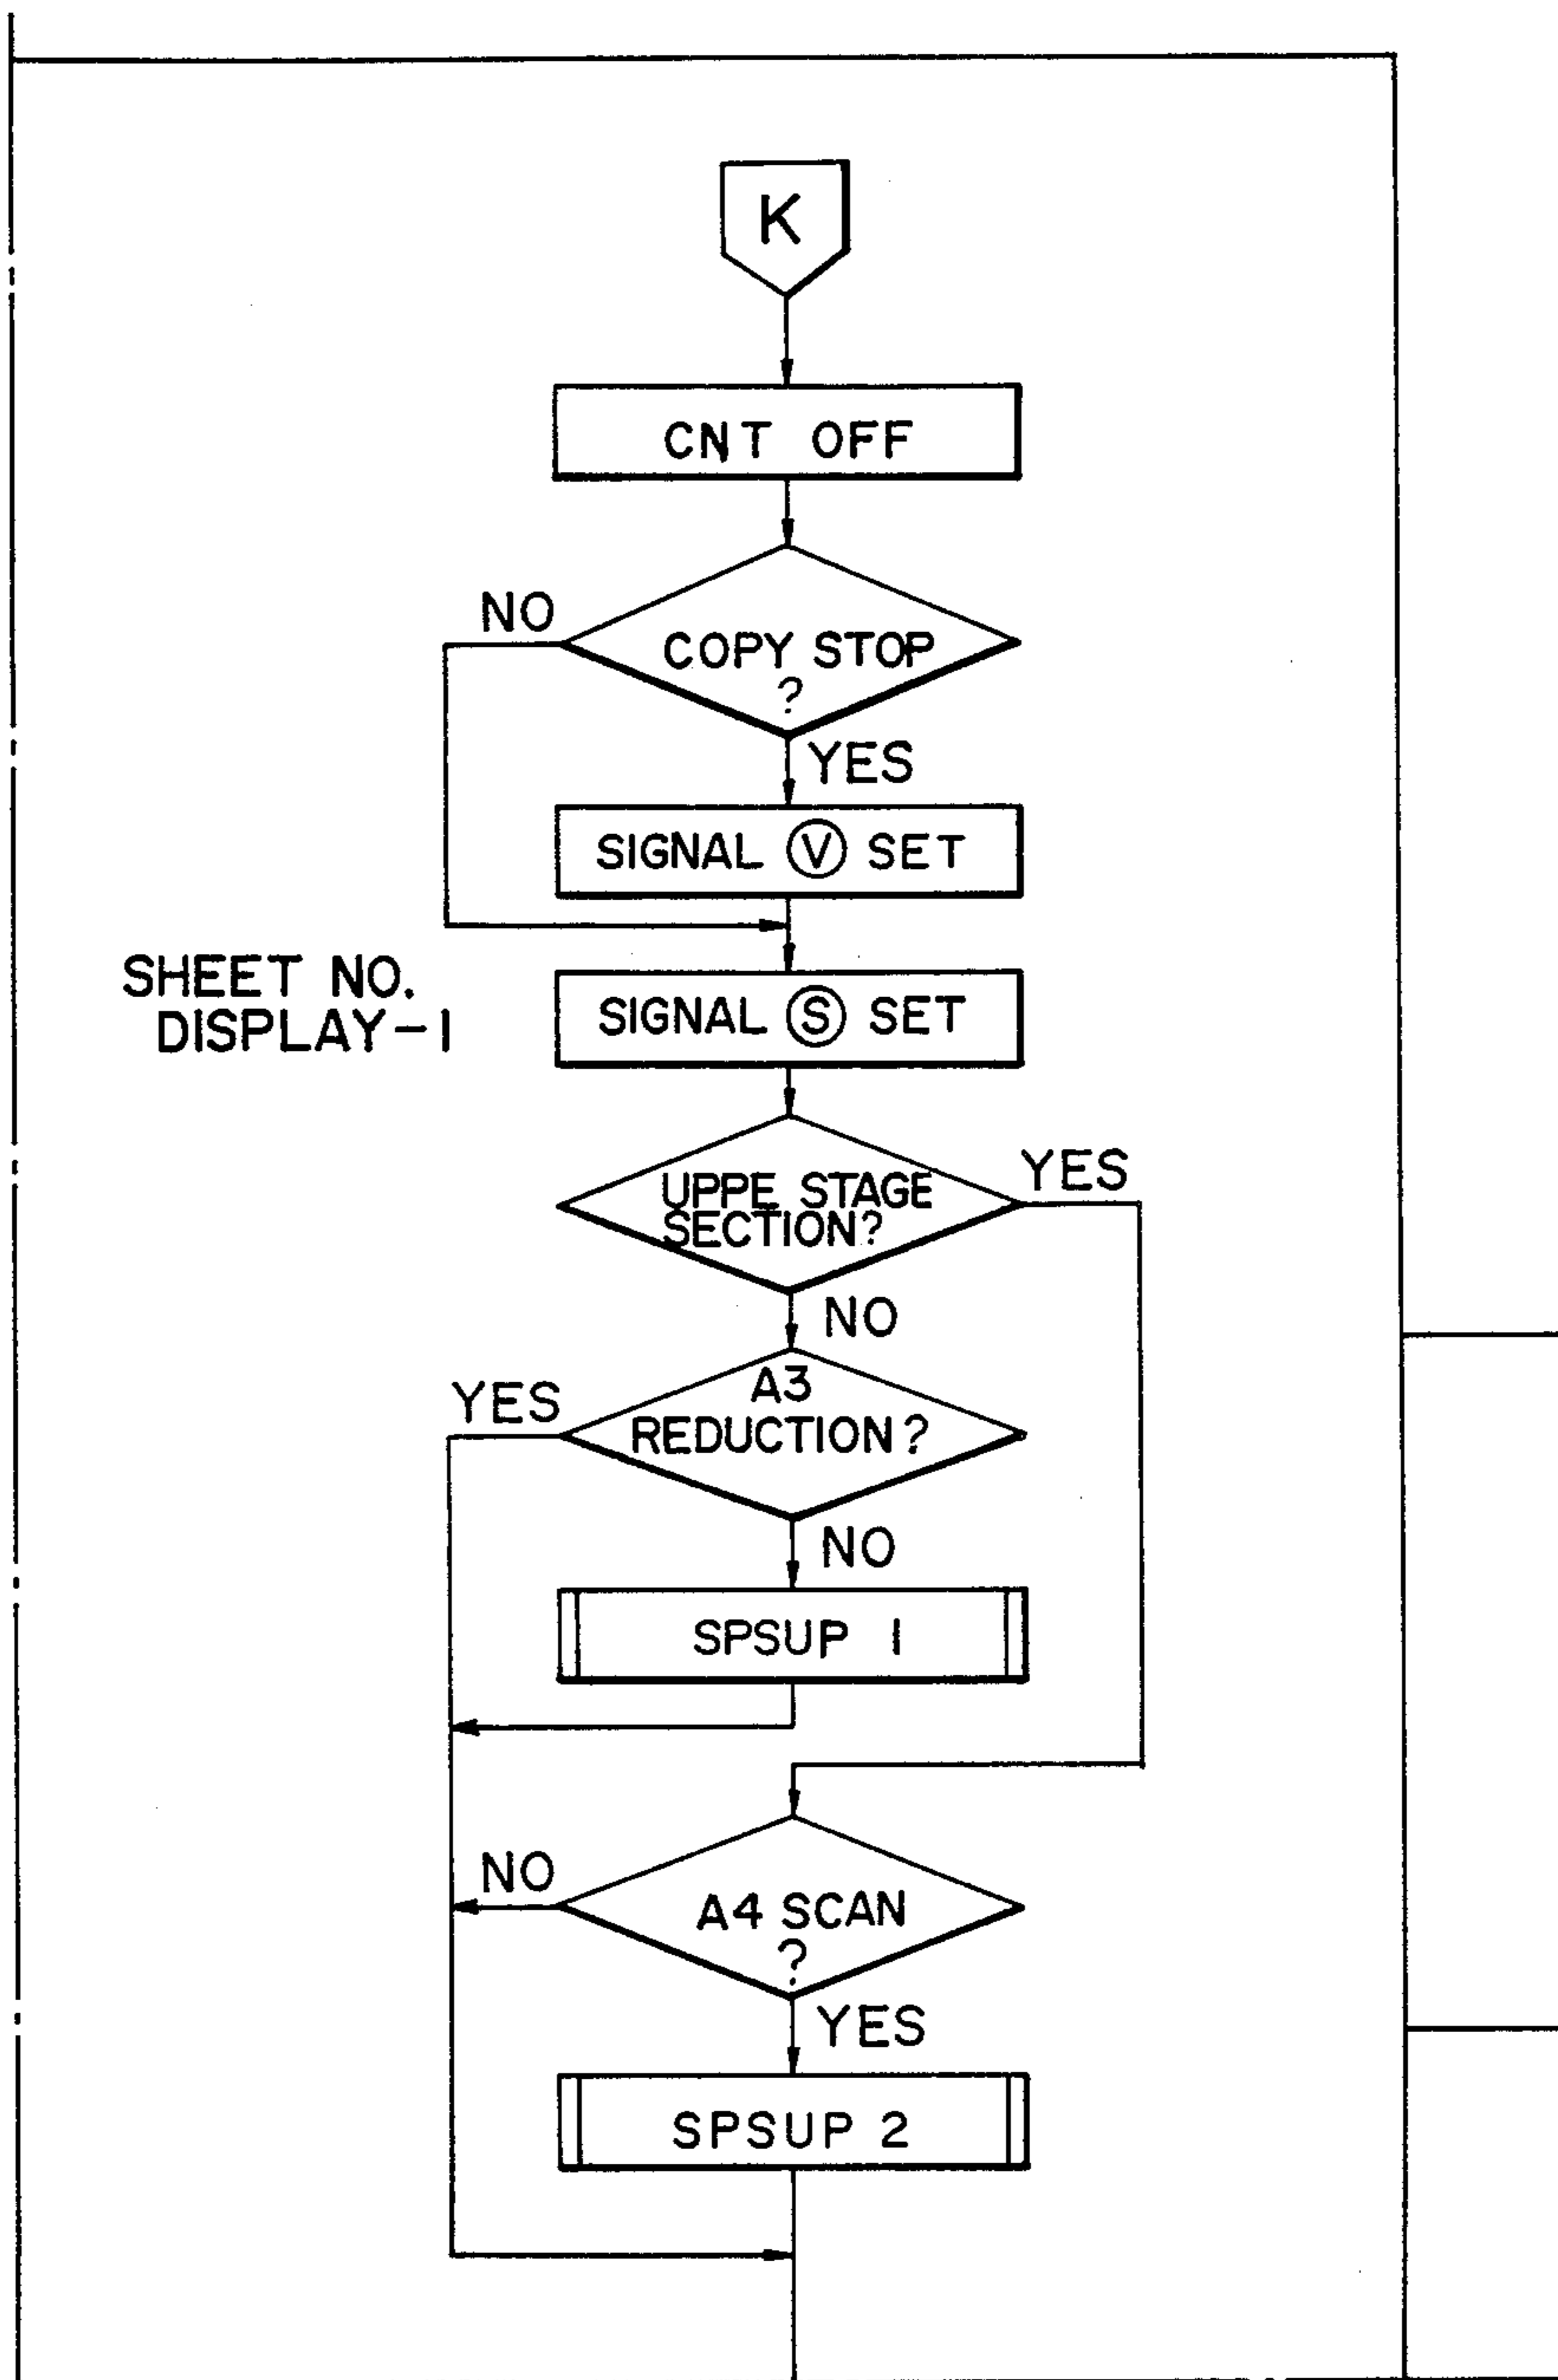 K
CNT OFF
NO
COPY STOP
?
YES
SIGNAL Ⓥ SET
SHEET NO.
DISPLAY-1
SIGNAL Ⓢ SET
UPPE STAGE
SECTION?
YES
NO
A3
REDUCTION?
YES
NO
SPSUP 1
NO
A4 SCAN
?
YES
SPSUP 2